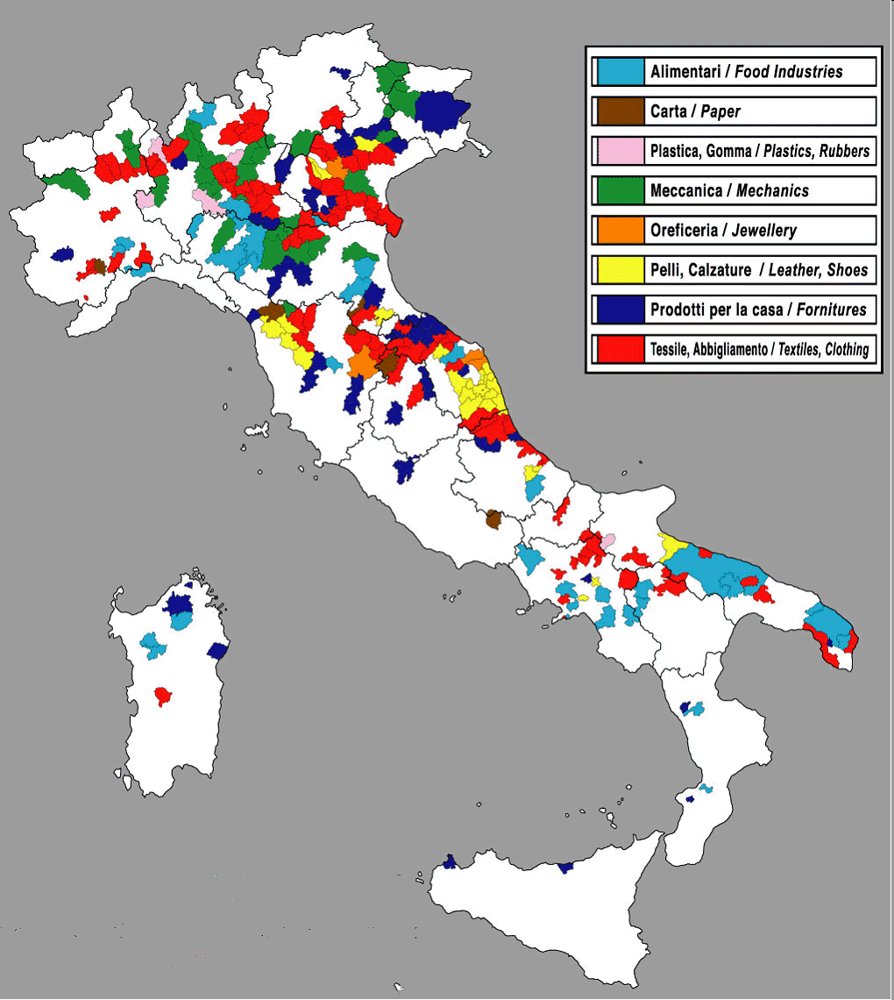 Alimentari / Food Industries
Carta / Paper
Plastica, Gomma / Plastics, Rubbers
Meccanica / Mechanics
Oreficeria / Jewellery
Pelli, Calzature / Leather, Shoes
Prodotti per la casa / Fornitures
Tessile, Abbigliamento / Textiles, Clothing